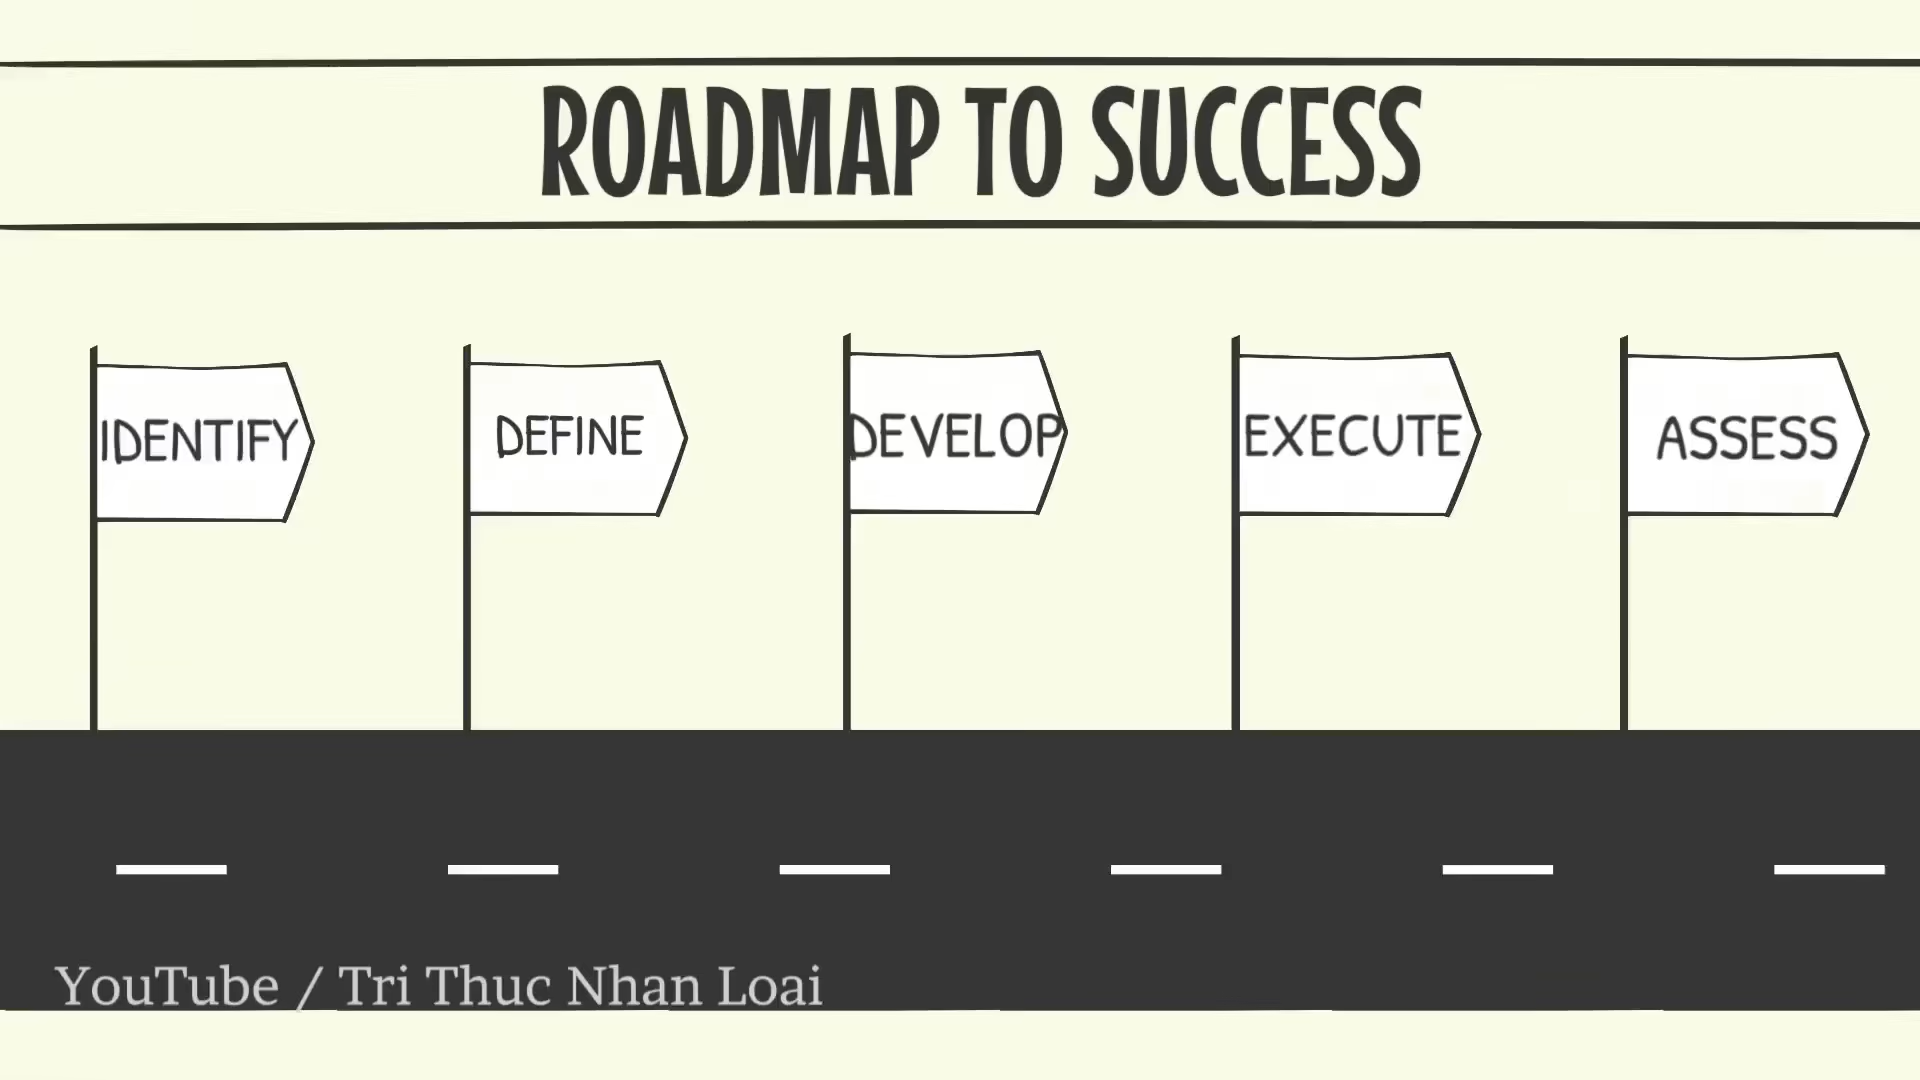 ROADMAP TO SUCCESS
IDENTIFY
DEFINE
DEVELOP
EXECUTE
ASSESS
YouTube / Tri Thuc Nhan Loai